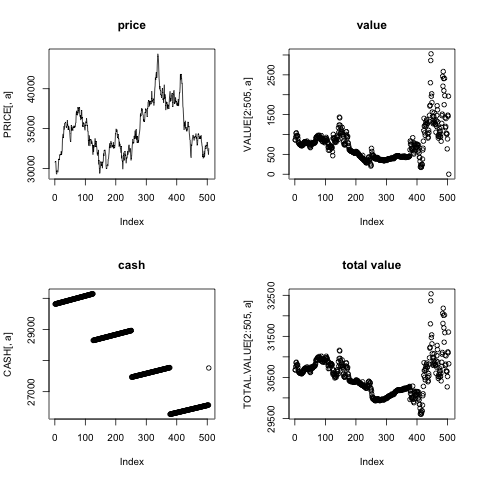 price
PRICE[, a]
30000 35000 40000
0 100 200 300 400 500
Index
value
VALUE[2:505, a]
0 500 1500 2500
0 100 200 300 400 500
Index
cash
CASH[, a]
27000 29000
0 100 200 300 400 500
Index
total value
TOTAL.VALUE[2:505, a]
29500 30500 31500 32500
0 100 200 300 400 500
Index